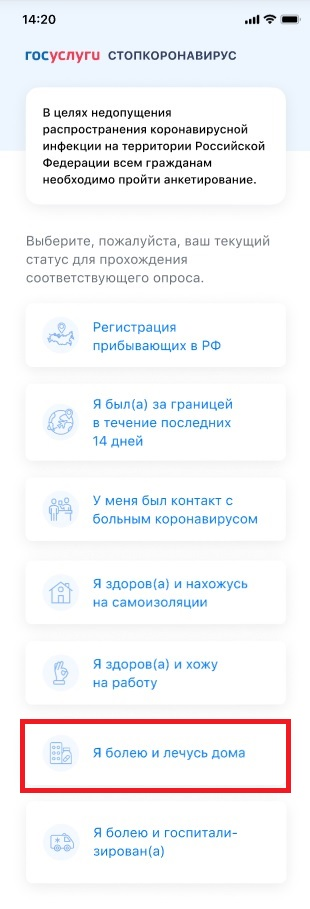 14:20
госуслуги СТОПКОРОНАВИРУС
В целях недопущения
распространения коронавирусной
инфекции на территории Российской
Федерации всем гражданам
необходимо пройти анкетирование.
Выберите, пожалуйста, ваш текущий
статус для прохождения
соответствующего опроса.
Регистрация
прибывающих в РФ
Я был(а) за границей
в течение последних
14 дней
У меня был контакт с
больным коронавирусом
Я здоров(а) и нахожусь
на самоизоляции
Я здоров(а) и хожу
на работу
Я болею и лечусь дома
Я болею и госпитали-
зирован(а)